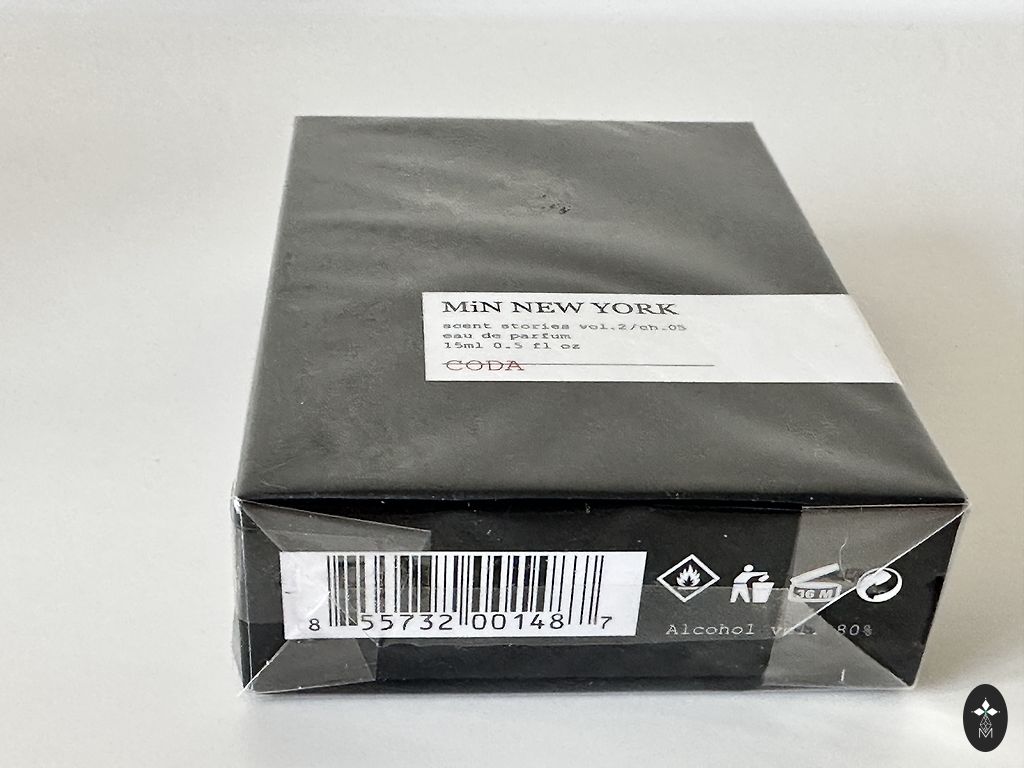 MiN NEW YORK
scent stories vol.2/ch.05
eau de parfum
15ml 0.5 fl oz
CODA
8 55732 00148 7
36 M
Alcohol vol. 80%
M